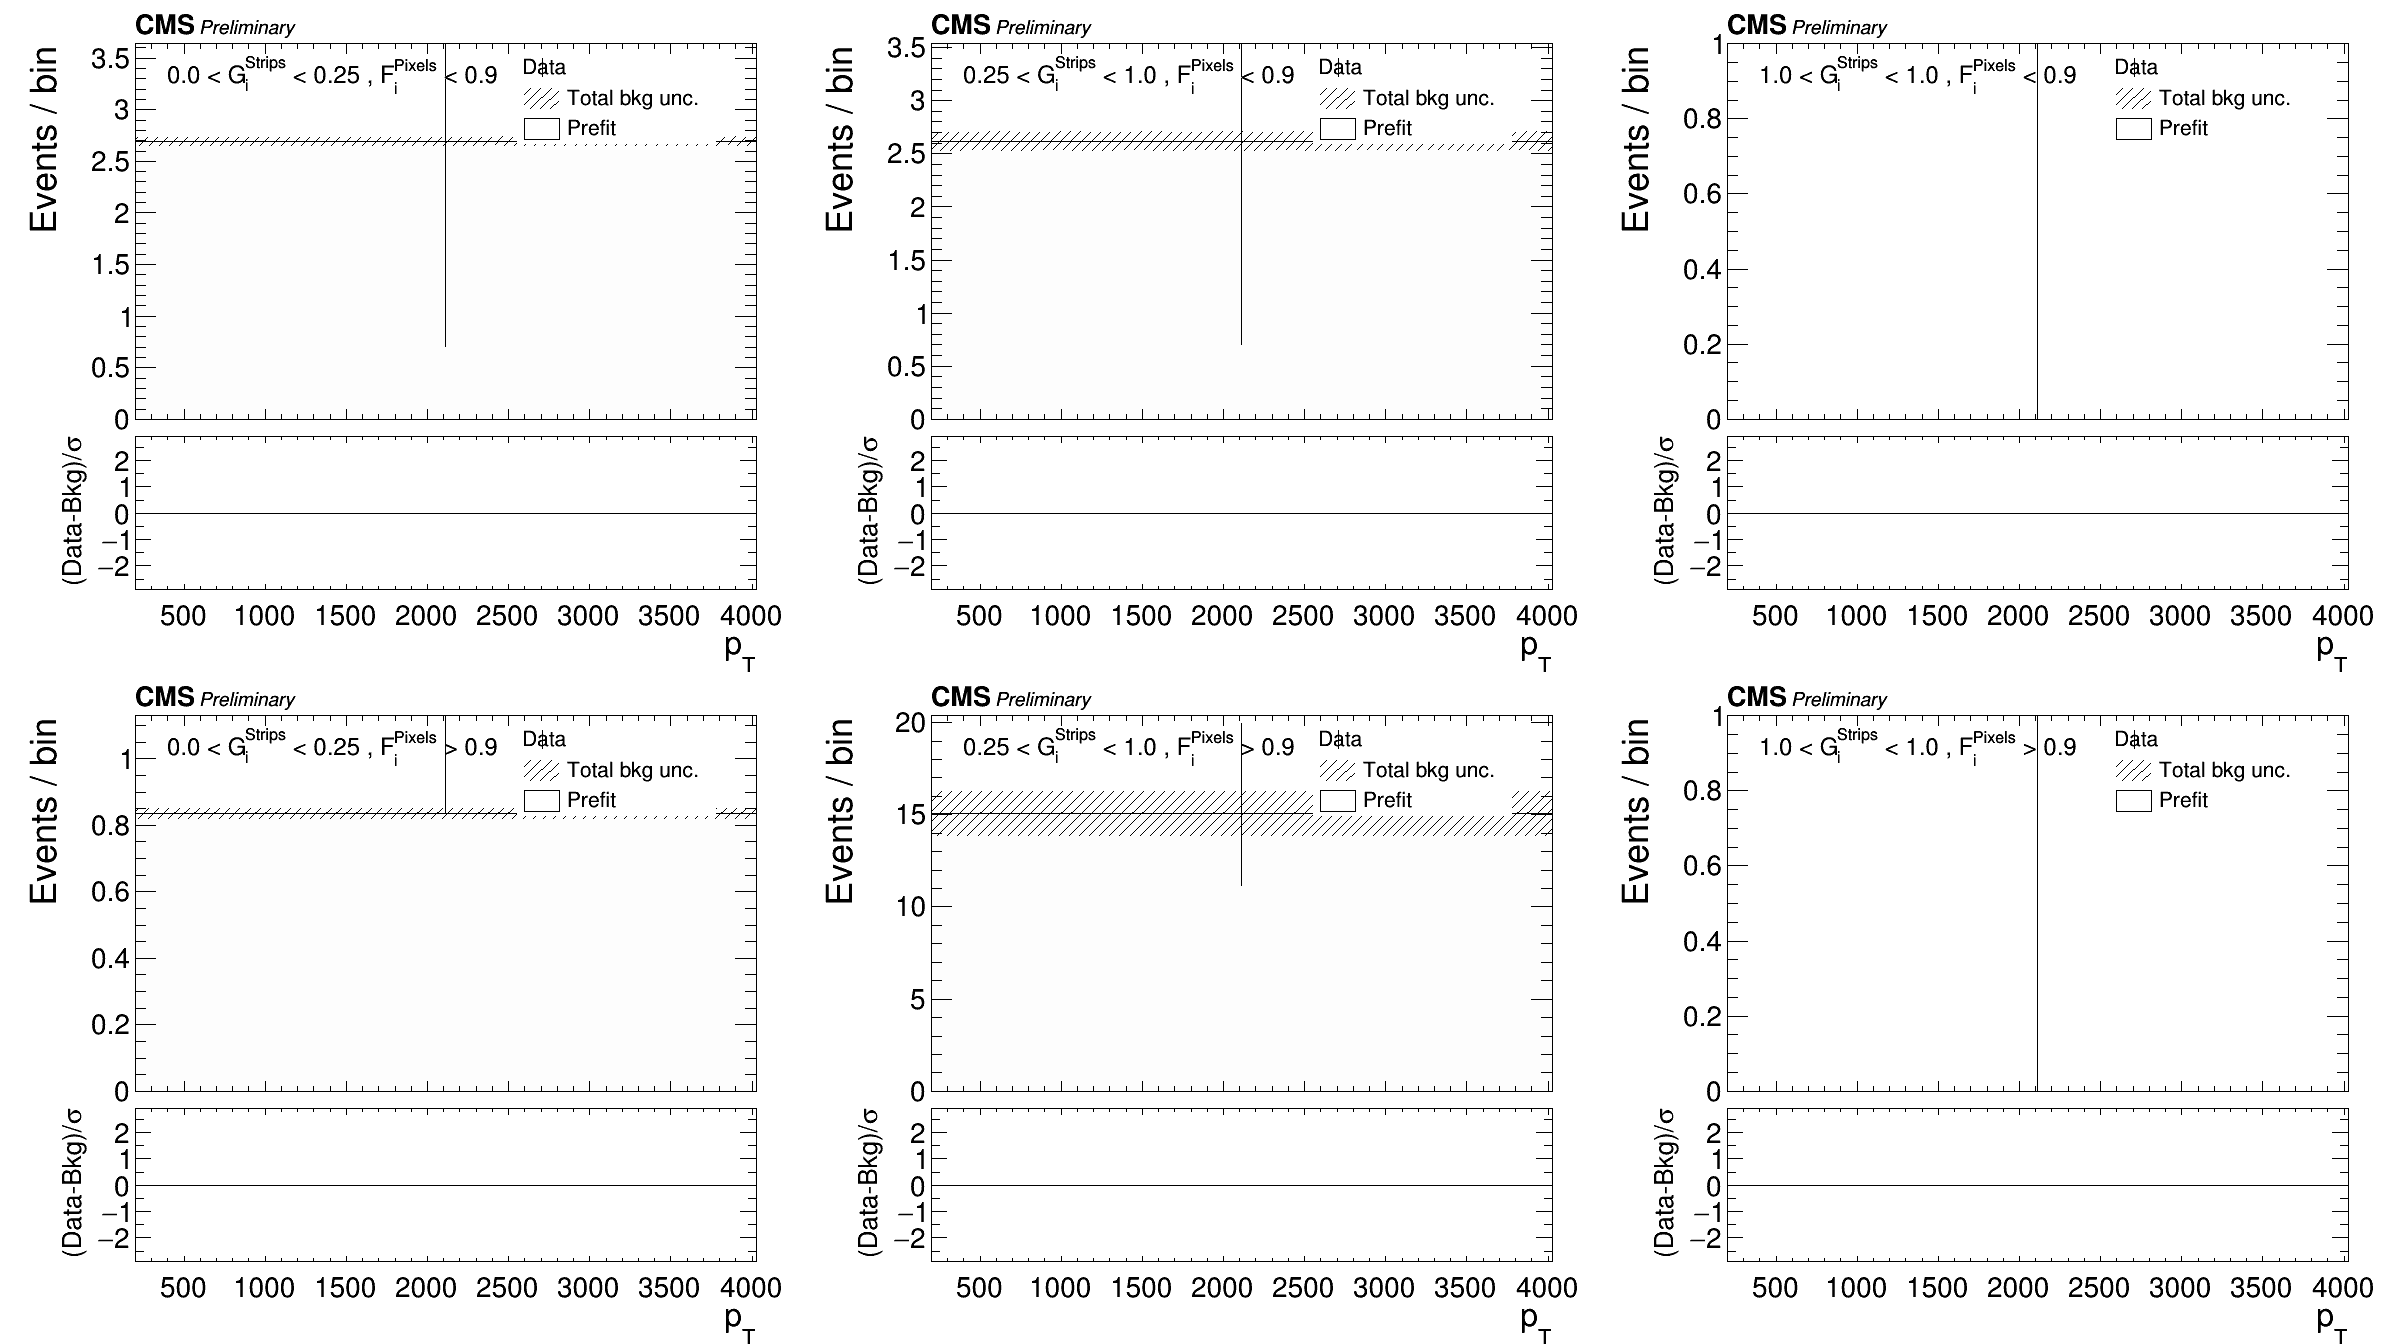 CMS Preliminary
Events / bin
3.5
3
2.5
2
1.5
1
0.5
0
0.0 < G_i^Strips < 0.25 , F_i^Pixels < 0.9
Data
Total bkg unc.
Prefit
(Data-Bkg)/σ
2
1
0
−1
−2
500 1000 1500 2000 2500 3000 3500 4000
p_T
CMS Preliminary
Events / bin
3.5
3
2.5
2
1.5
1
0.5
0
0.25 < G_i^Strips < 1.0 , F_i^Pixels < 0.9
Data
Total bkg unc.
Prefit
(Data-Bkg)/σ
2
1
0
−1
−2
500 1000 1500 2000 2500 3000 3500 4000
p_T
CMS Preliminary
Events / bin
1
0.8
0.6
0.4
0.2
0
1.0 < G_i^Strips < 1.0 , F_i^Pixels < 0.9
Data
Total bkg unc.
Prefit
(Data-Bkg)/σ
2
1
0
−1
−2
500 1000 1500 2000 2500 3000 3500 4000
p_T
CMS Preliminary
Events / bin
1
0.8
0.6
0.4
0.2
0
0.0 < G_i^Strips < 0.25 , F_i^Pixels > 0.9
Data
Total bkg unc.
Prefit
(Data-Bkg)/σ
2
1
0
−1
−2
500 1000 1500 2000 2500 3000 3500 4000
p_T
CMS Preliminary
Events / bin
20
15
10
5
0
0.25 < G_i^Strips < 1.0 , F_i^Pixels > 0.9
Data
Total bkg unc.
Prefit
(Data-Bkg)/σ
2
1
0
−1
−2
500 1000 1500 2000 2500 3000 3500 4000
p_T
CMS Preliminary
Events / bin
1
0.8
0.6
0.4
0.2
0
1.0 < G_i^Strips < 1.0 , F_i^Pixels > 0.9
Data
Total bkg unc.
Prefit
(Data-Bkg)/σ
2
1
0
−1
−2
500 1000 1500 2000 2500 3000 3500 4000
p_T